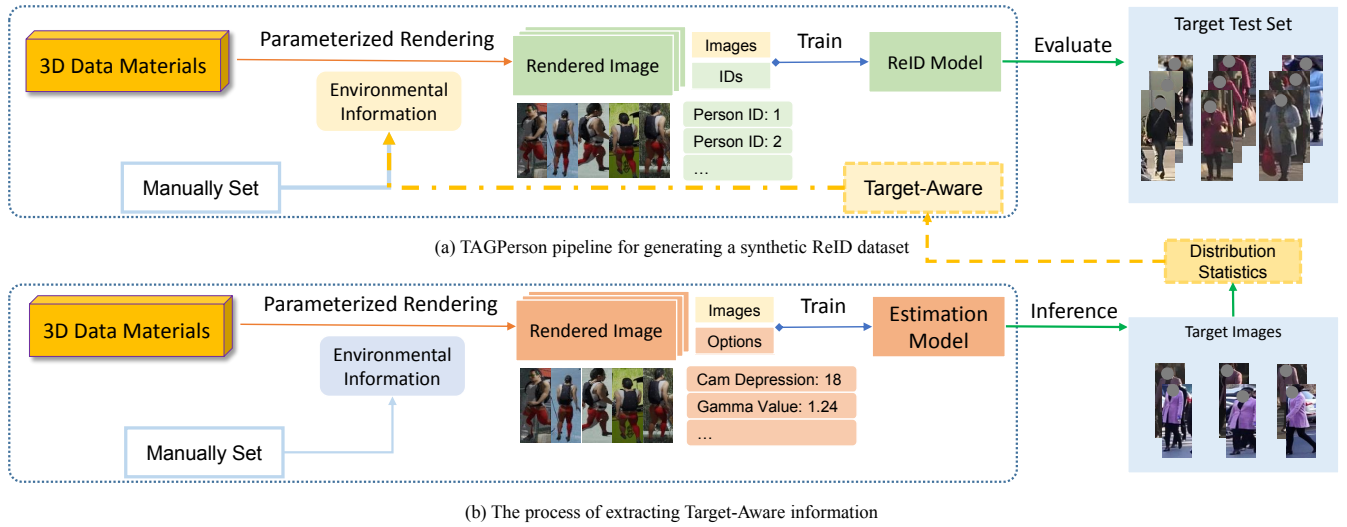 3D Data Materials
Parameterized Rendering
Environmental
Information
Manually Set
Rendered Image
Images
IDs
Person ID: 1
Person ID: 2
...
Train
ReID Model
Evaluate
Target Test Set
Target-Aware
(a) TAGPerson pipeline for generating a synthetic ReID dataset
Distribution
Statistics
3D Data Materials
Parameterized Rendering
Environmental
Information
Manually Set
Rendered Image
Images
Options
Cam Depression: 18
Gamma Value: 1.24
...
Train
Estimation
Model
Inference
Target Images
(b) The process of extracting Target-Aware information